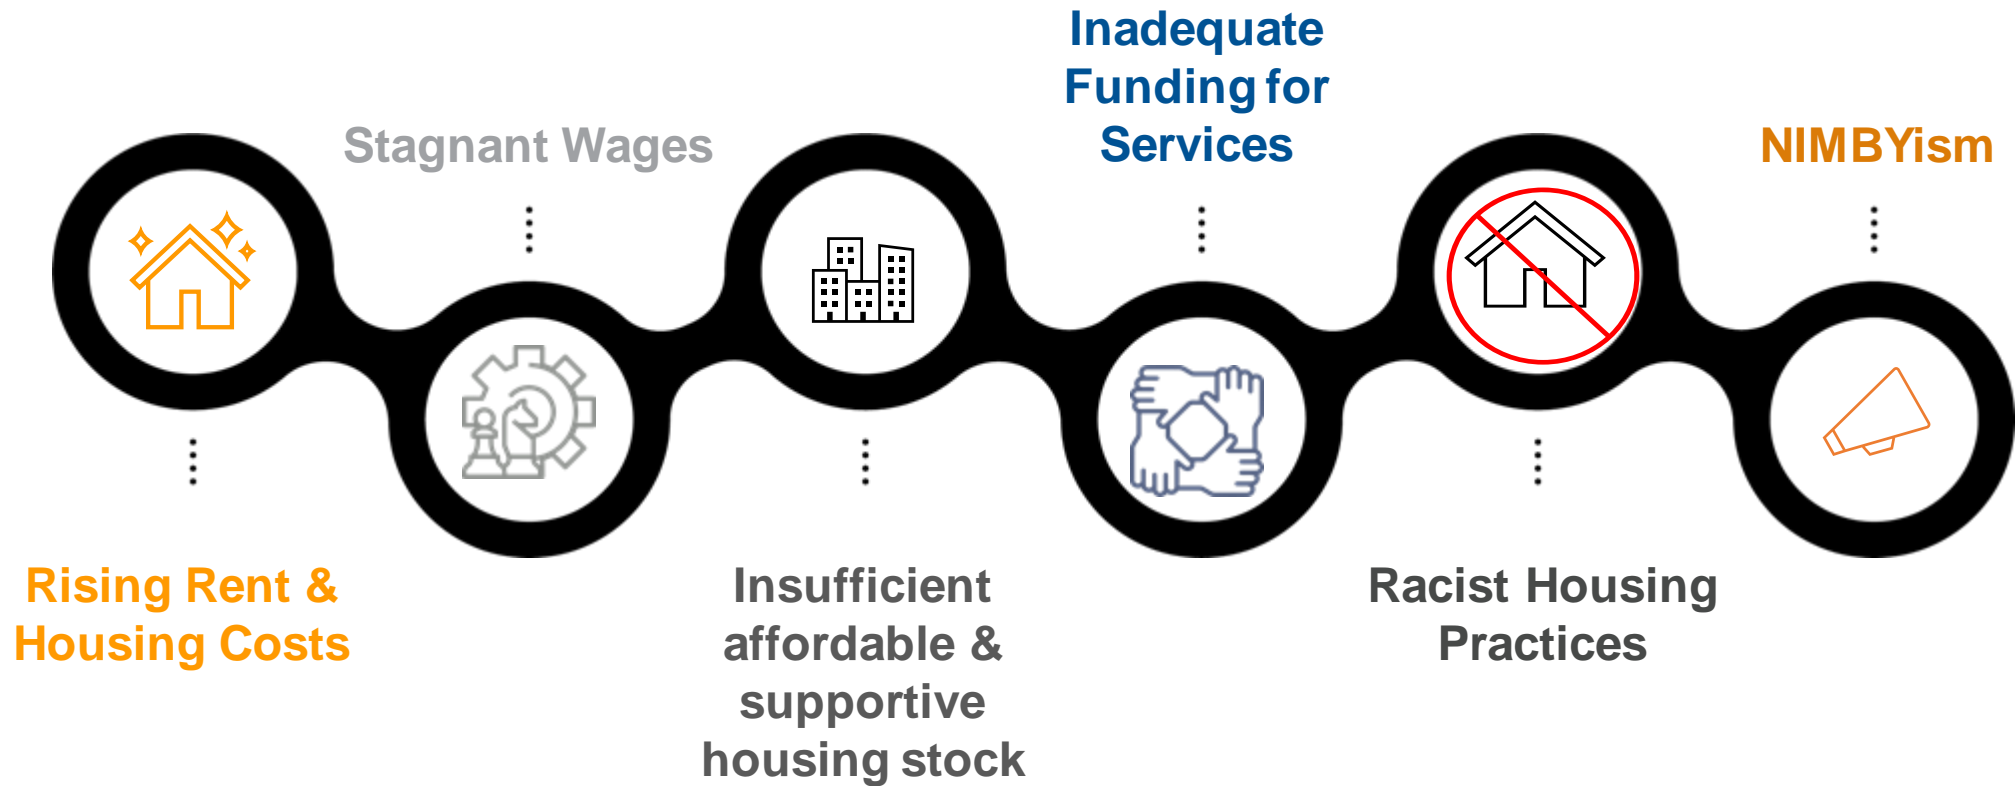 Rising Rent &
Housing Costs
Stagnant Wages
Insufficient
affordable &
supportive
housing stock
Inadequate
Funding for
Services
Racist Housing
Practices
NIMBYism